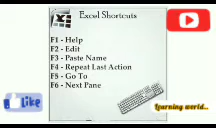 Excel Shortcuts
F1 - Help
F2 - Edit
F3 - Paste Name
F4 - Repeat Last Action
F5 - Go To
F6 - Next Pane
Like
Learning world...